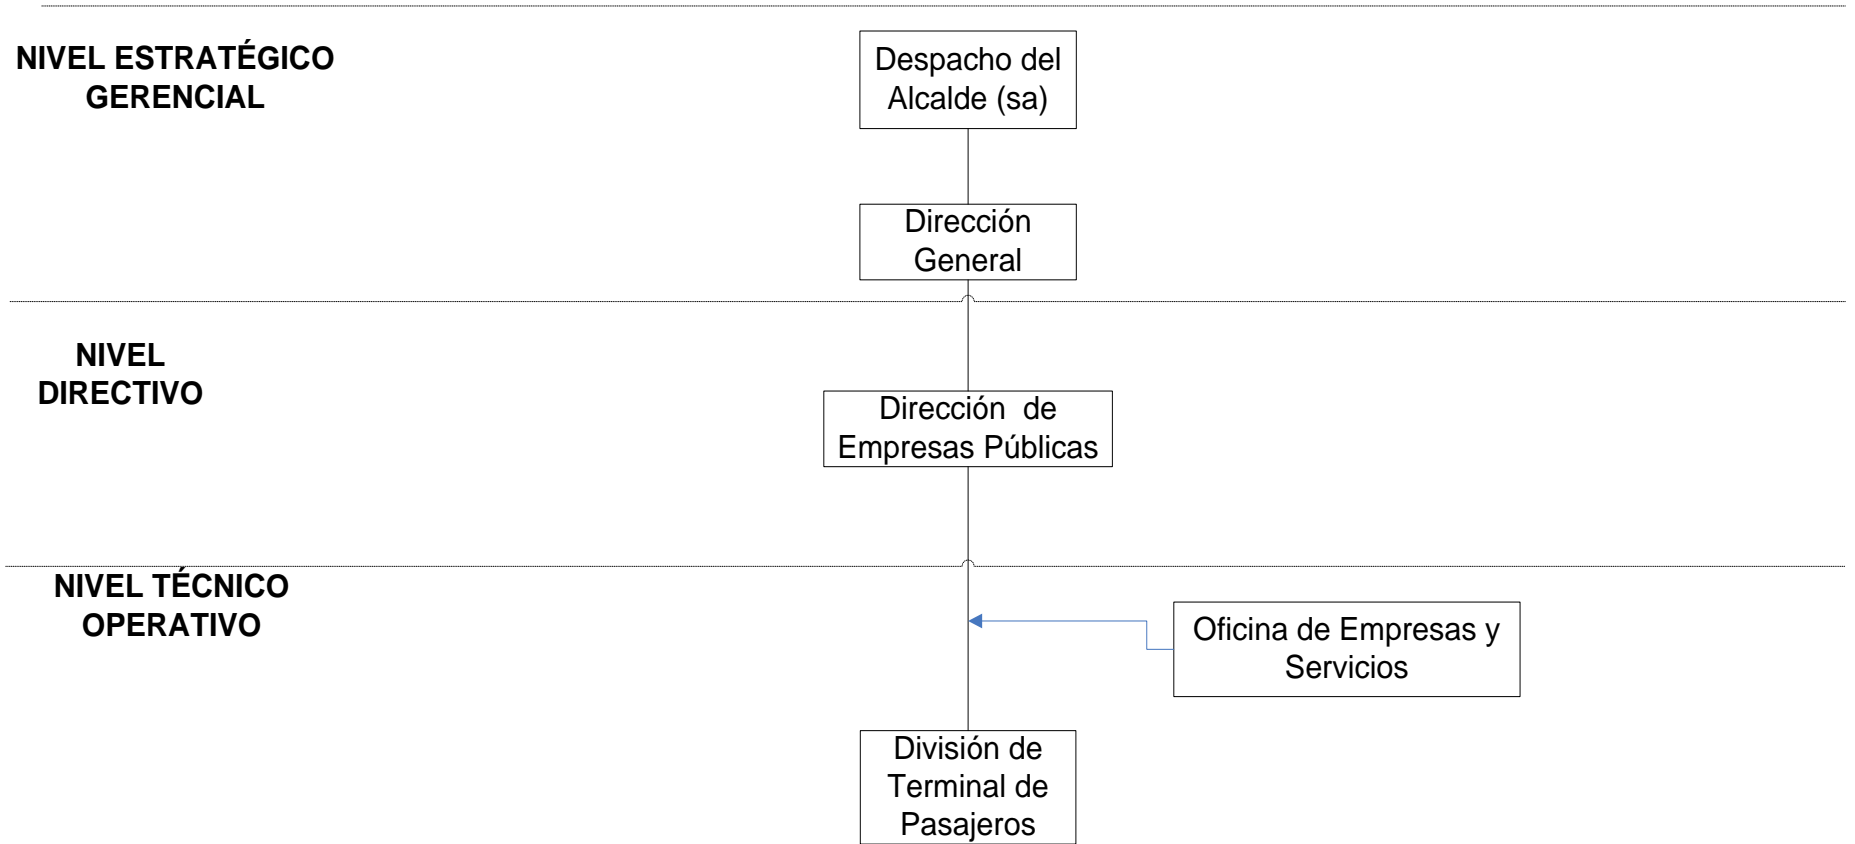 NIVEL ESTRATÉGICO
GERENCIAL
Despacho del
Alcalde (sa)
Dirección
General
NIVEL
DIRECTIVO
Dirección  de
Empresas Públicas
NIVEL TÉCNICO
OPERATIVO
Oficina de Empresas y
Servicios
División de
Terminal de
Pasajeros